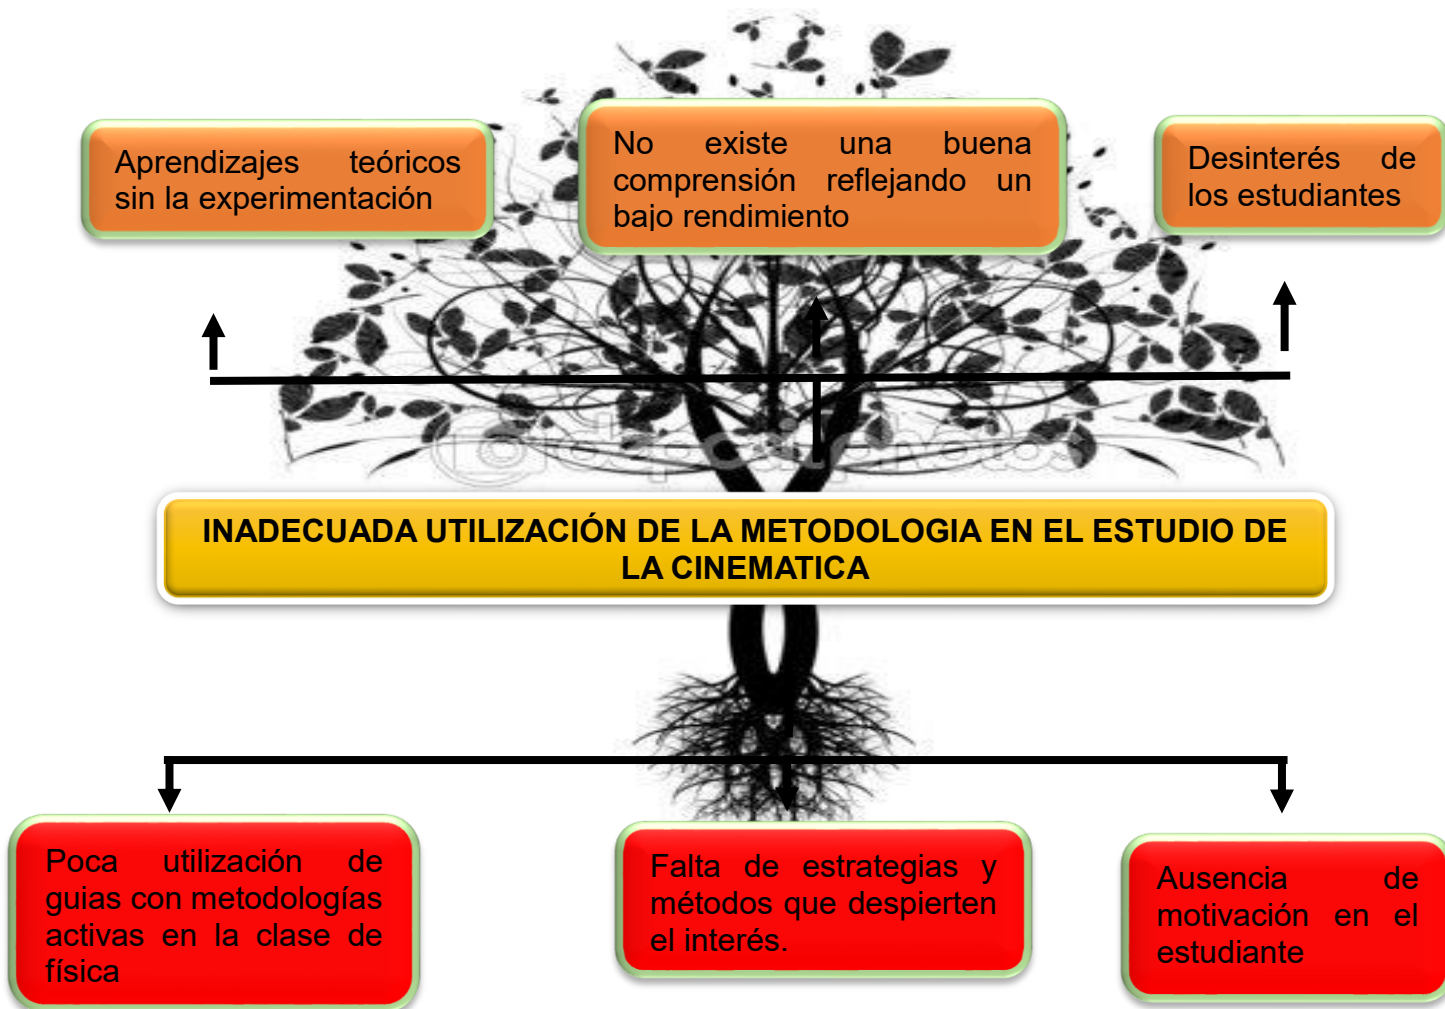 Aprendizajes teóricos
sin la experimentación
No existe una buena
comprensión reflejando un
bajo rendimiento
Desinterés de
los estudiantes
depositphotos
INADECUADA UTILIZACIÓN DE LA METODOLOGIA EN EL ESTUDIO DE
LA CINEMATICA
Poca utilización de
guias con metodologías
activas en la clase de
física
Falta de estrategias y
métodos que despierten
el interés.
Ausencia de
motivación en el
estudiante